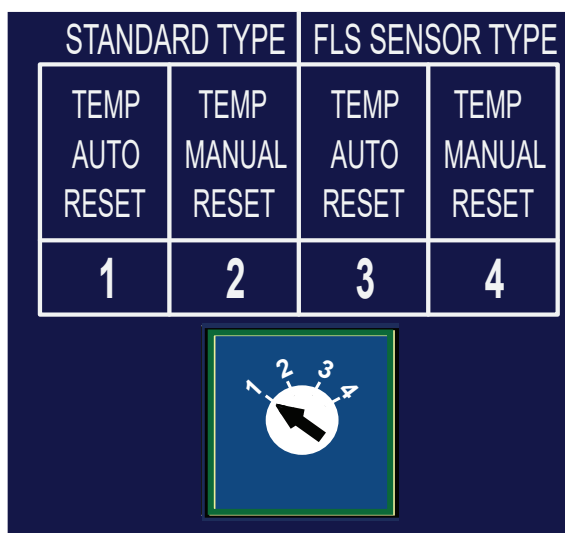 STANDARD TYPE FLS SENSOR TYPE
TEMP TEMP TEMP TEMP
AUTO MANUAL AUTO MANUAL
RESET RESET RESET RESET
1 2 3 4
1 2 3 4